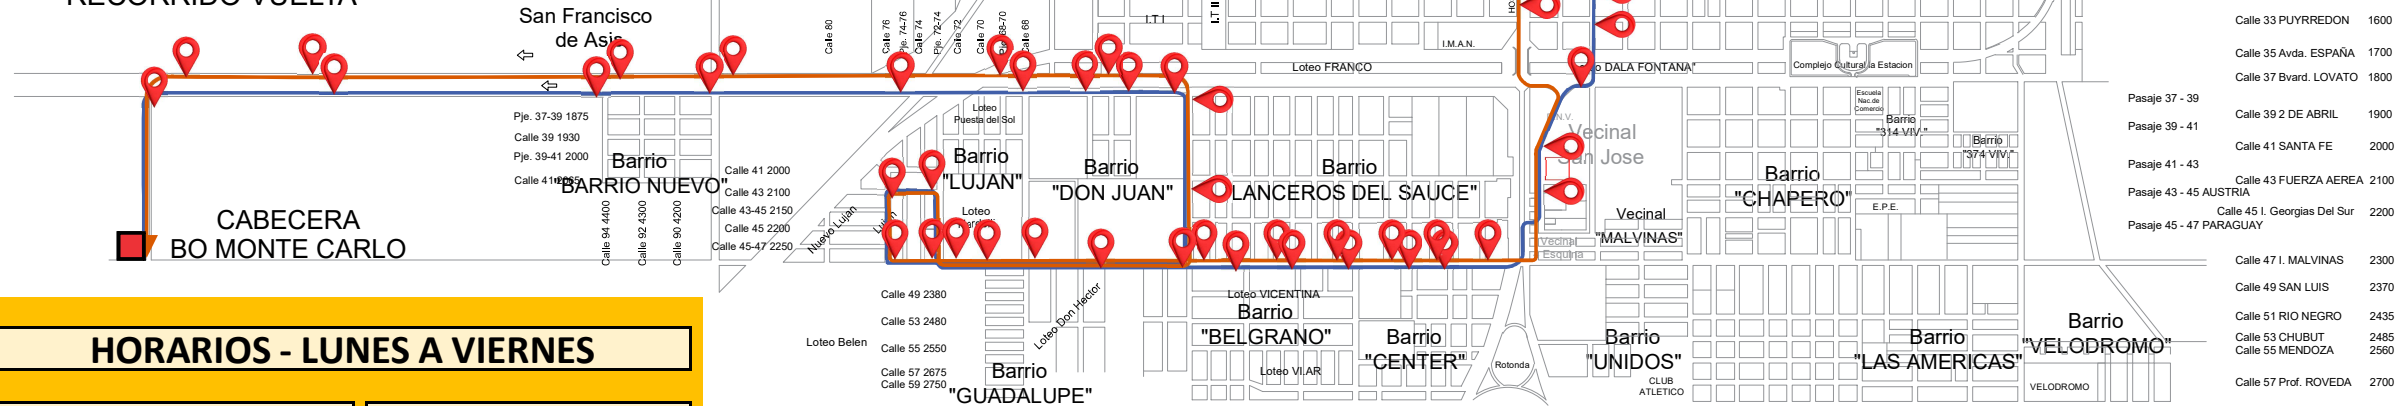 RECORRIDO VUELTA
San Francisco
de Asis
Calle 80
Calle 76
Pje. 74-76
Calle 74
Pje. 72-74
Calle 72
Calle 70
Pje. 68-70
Calle 68
I.T.I
I.T II
I.M.A.N.
Loteo FRANCO
DALA FONTANA"
Complejo Cultural la Estacion
Escuela
Nac.de
Comercio
Barrio
"314 VIV."
Barrio
"374 VIV."
Calle 33 PUYRREDON 1600
Calle 35 Avda. ESPAÑA 1700
Calle 37 Bvard. LOVATO 1800
Pasaje 37 - 39
Calle 39 2 DE ABRIL 1900
Pasaje 39 - 41
Calle 41 SANTA FE 2000
Pasaje 41 - 43
Calle 43 FUERZA AEREA 2100
Pasaje 43 - 45 AUSTRIA
Calle 45 I. Georgias Del Sur 2200
Pasaje 45 - 47 PARAGUAY
Calle 47 I. MALVINAS 2300
Calle 49 SAN LUIS 2370
Calle 51 RIO NEGRO 2435
Calle 53 CHUBUT 2485
Calle 55 MENDOZA 2560
Calle 57 Prof. ROVEDA 2700
Pje. 37-39 1875
Calle 39 1930
Pje. 39-41 2000
Calle 41
Barrio
"BARRIO NUEVO"
Calle 41 2000
Calle 43 2100
Calle 43-45 2150
Calle 45 2200
Calle 45-47 2250
Calle 94 4400
Calle 92 4300
Calle 90 4200
Nuevo Lujan
Lujan
Loteo
Puesta del Sol
Barrio
"LUJAN"
Loteo
Barrio
"DON JUAN"
Barrio
LANCEROS DEL SAUCE"
Vecinal
San Jose
Barrio
"CHAPERO"
E.P.E.
Vecinal
"MALVINAS"
Vecinal
Esquina
CABECERA
BO MONTE CARLO
Calle 49 2380
Calle 53 2480
Calle 55 2550
Calle 57 2675
Calle 59 2750
Loteo Belen
Loteo Don Hector
Barrio
"GUADALUPE"
Loteo VICENTINA
Barrio
"BELGRANO"
Loteo VI.AR
Barrio
"CENTER"
Rotonda
Barrio
"UNIDOS"
CLUB
ATLETICO
Barrio
"LAS AMERICAS"
Barrio
"VELODROMO"
VELODROMO
HORARIOS - LUNES A VIERNES